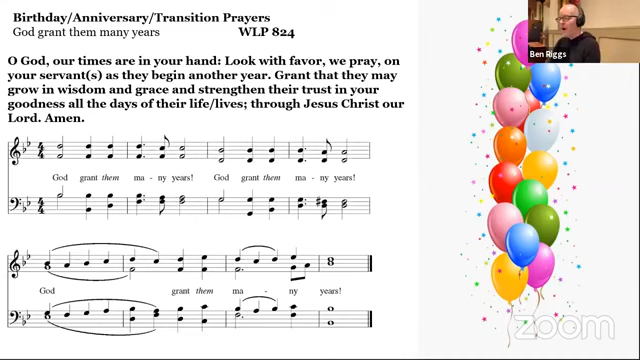 Birthday/Anniversary/Transition Prayers
God grant them many years WLP 824
O God, our times are in your hand: Look with favor, we pray, on
your servant(s) as they begin another year. Grant that they may
grow in wisdom and grace and strengthen their trust in your
goodness all the days of their life/lives; through Jesus Christ our
Lord. Amen.
God grant them ma - ny years! God grant them ma - ny years!
God grant them ma - ny years!
Ben Riggs
zoom